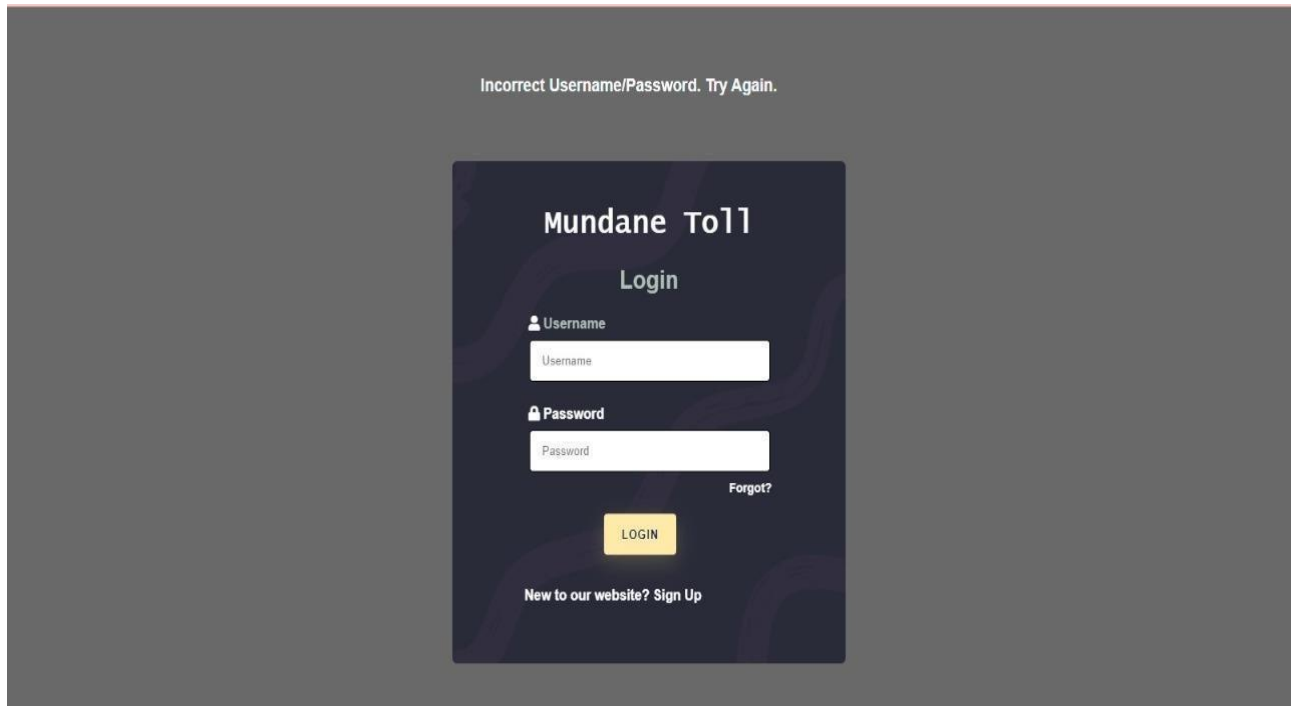 Incorrect Username/Password. Try Again.
Mundane Toll
Login
Username
Username
Password
Password
Forgot?
LOGIN
New to our website? Sign Up